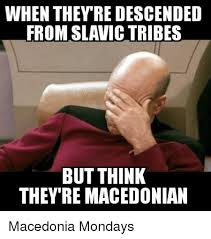 WHEN THEY'RE DESCENDED
FROM SLAVIC TRIBES
BUT THINK
THEY'RE MACEDONIAN
Macedonia Mondays